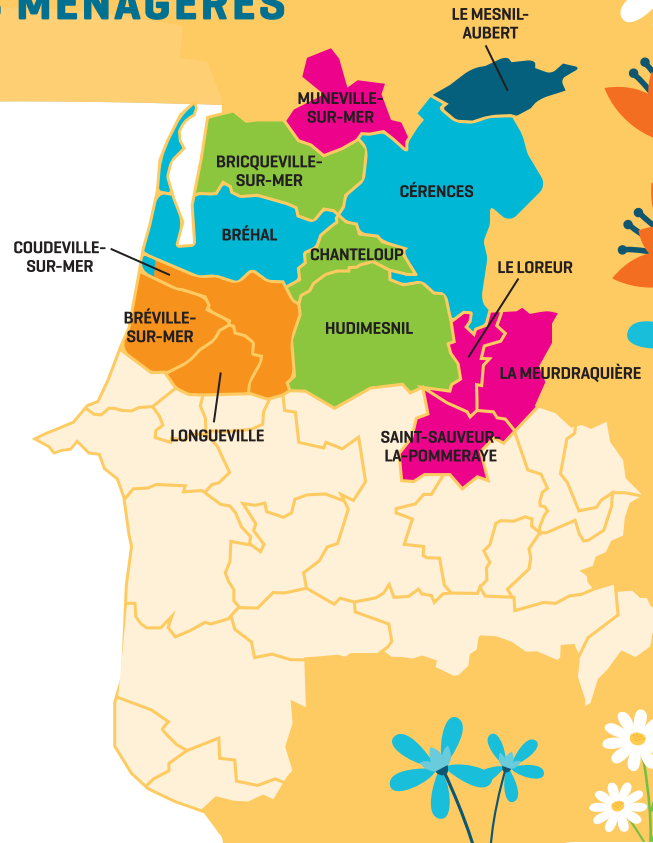 MÉNAGÈRES
LE MESNIL-
AUBERT
MUNEVILLE-
SUR-MER
BRICQUEVILLE-
SUR-MER
CÉRENCES
BRÉHAL
COUDEVILLE-
SUR-MER
CHANTELOUP
LE LOREUR
BRÉVILLE-
SUR-MER
HUDIMESNIL
LA MEURDRAQUIÈRE
LONGUEVILLE
SAINT-SAUVEUR-
LA-POMMERAYE